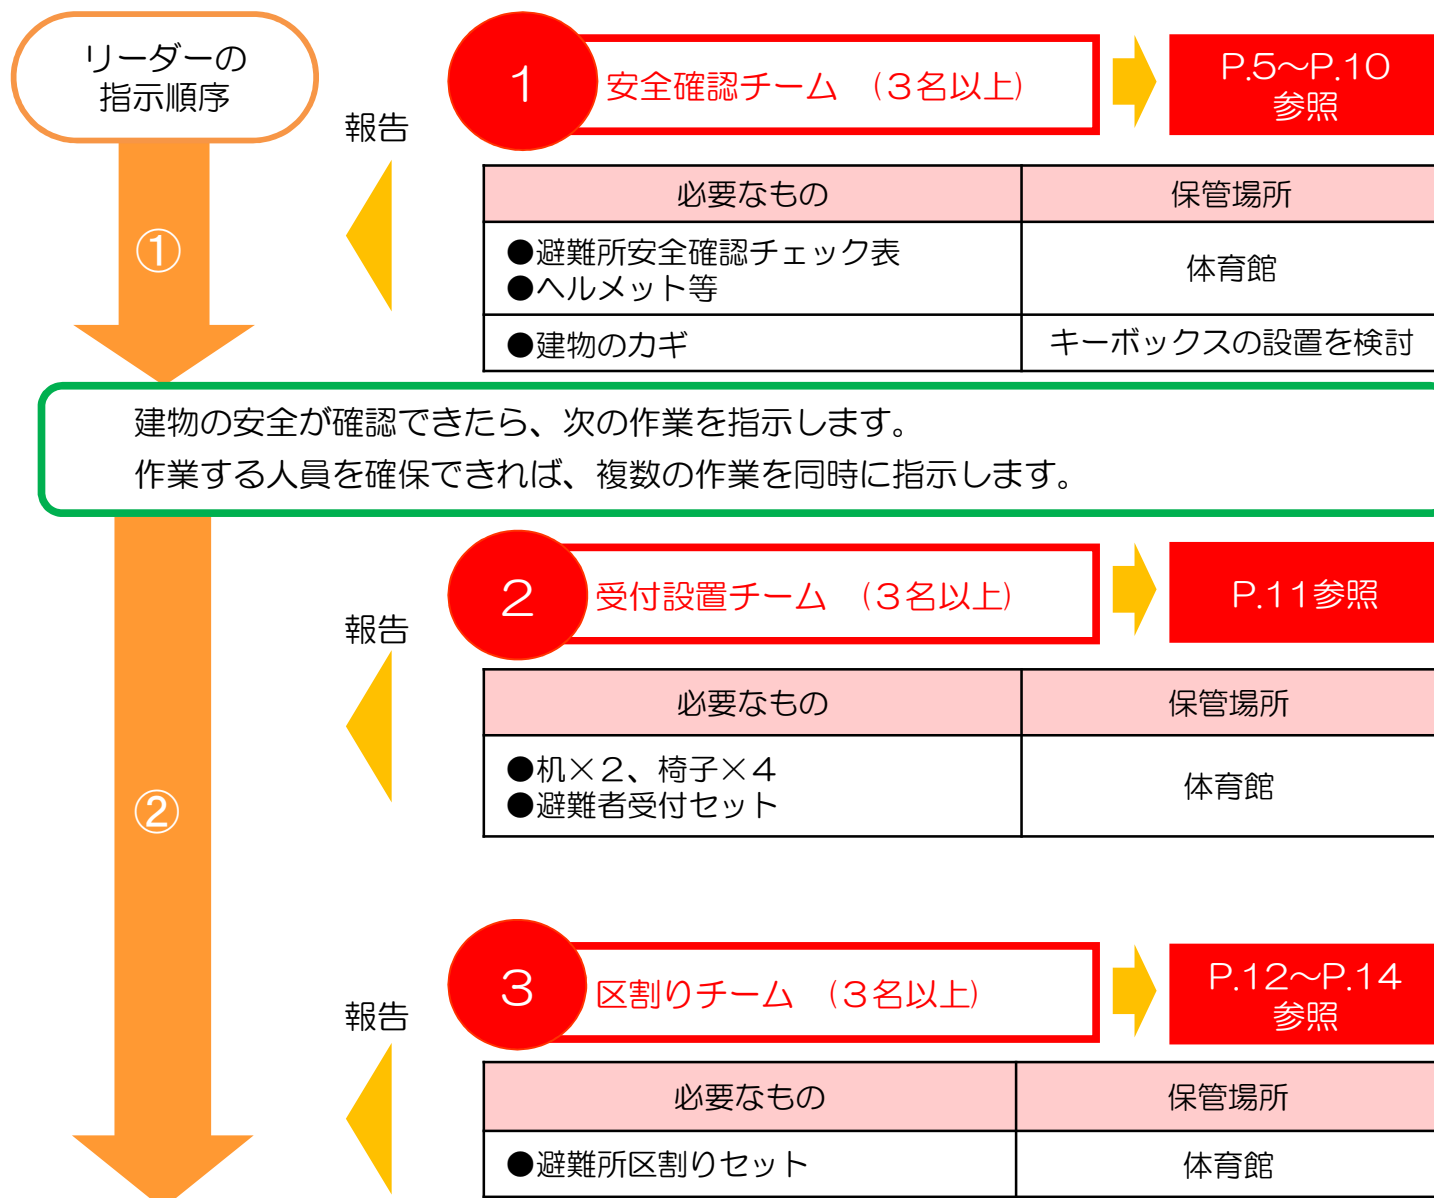 リーダーの
指示順序
1
安全確認チーム （３名以上）
P.5～P.10
参照
報告
必要なもの
保管場所
①
●避難所安全確認チェック表
●ヘルメット等
体育館
●建物のカギ
キーボックスの設置を検討
建物の安全が確認できたら、次の作業を指示します。
作業する人員を確保できれば、複数の作業を同時に指示します。
2
受付設置チーム （３名以上）
P.11参照
報告
必要なもの
保管場所
②
●机×２、椅子×４
●避難者受付セット
体育館
3
区割りチーム （３名以上）
P.12～P.14
参照
報告
必要なもの
保管場所
●避難所区割りセット
体育館